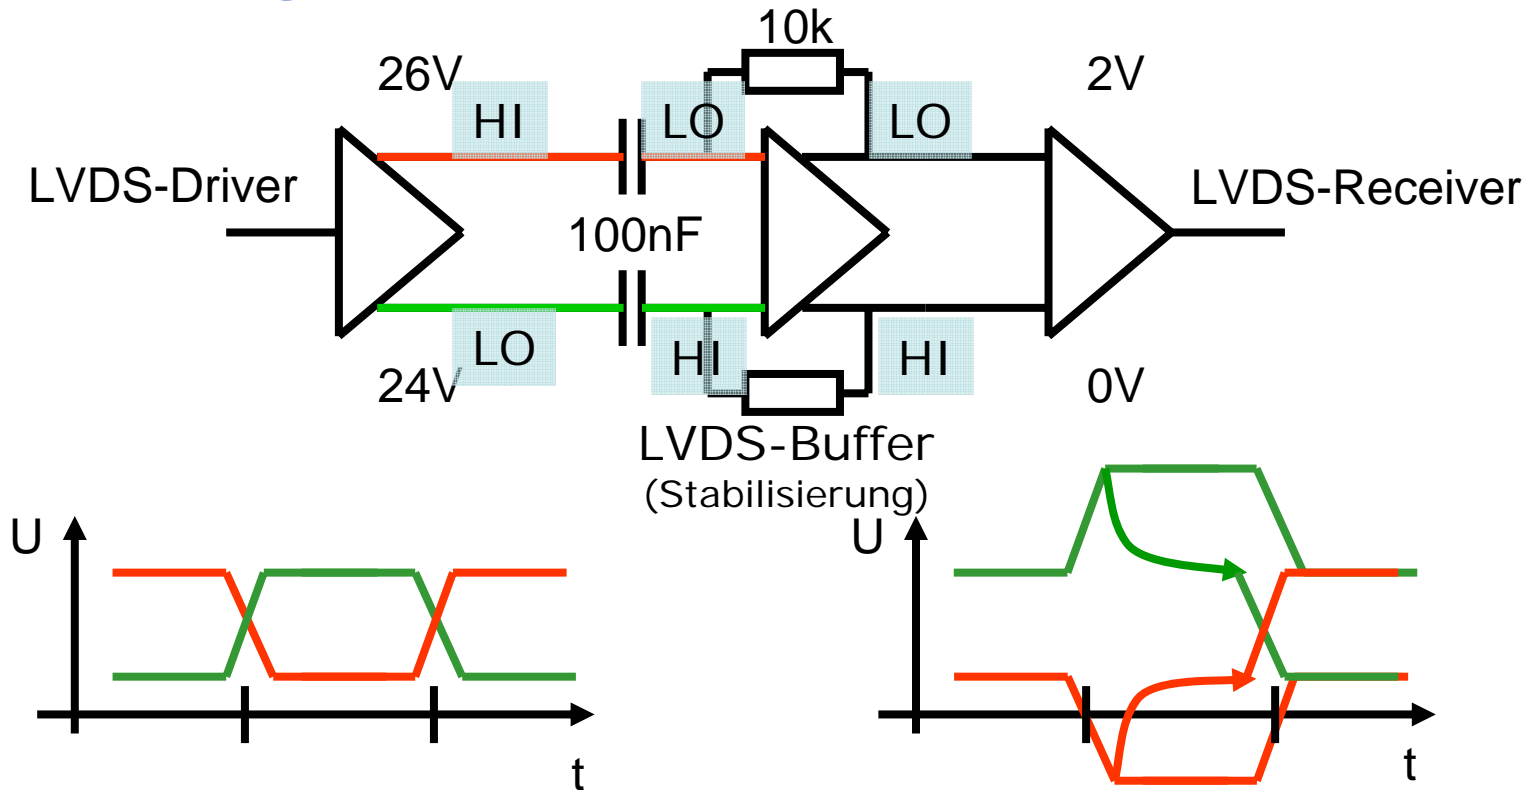 10k
26V
2V
HI
LO
LO
LVDS-Driver
LVDS-Receiver
100nF
LO
HI
HI
24V
0V
LVDS-Buffer
(Stabilisierung)
U
U
t
t